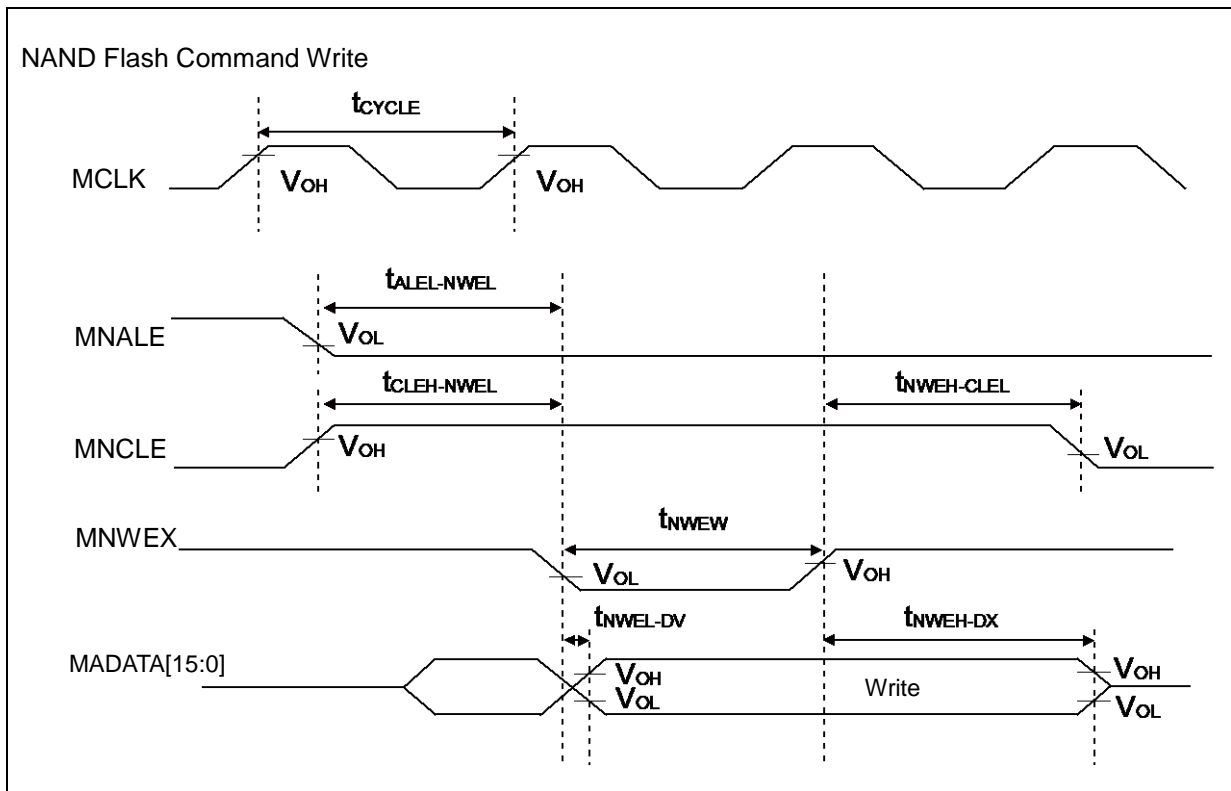 NAND Flash Command Write
tCYCLE
MCLK
VOH
VOH
tALEL-NWEL
MNALE
VOL
tCLEH-NWEL
tNWEH-CLEL
MNCLE
VOH
VOL
tNWEW
MNWEX
VOL
VOH
tNWEL-DV
tNWEH-DX
MADATA[15:0]
VOH
VOL
Write
VOH
VOL